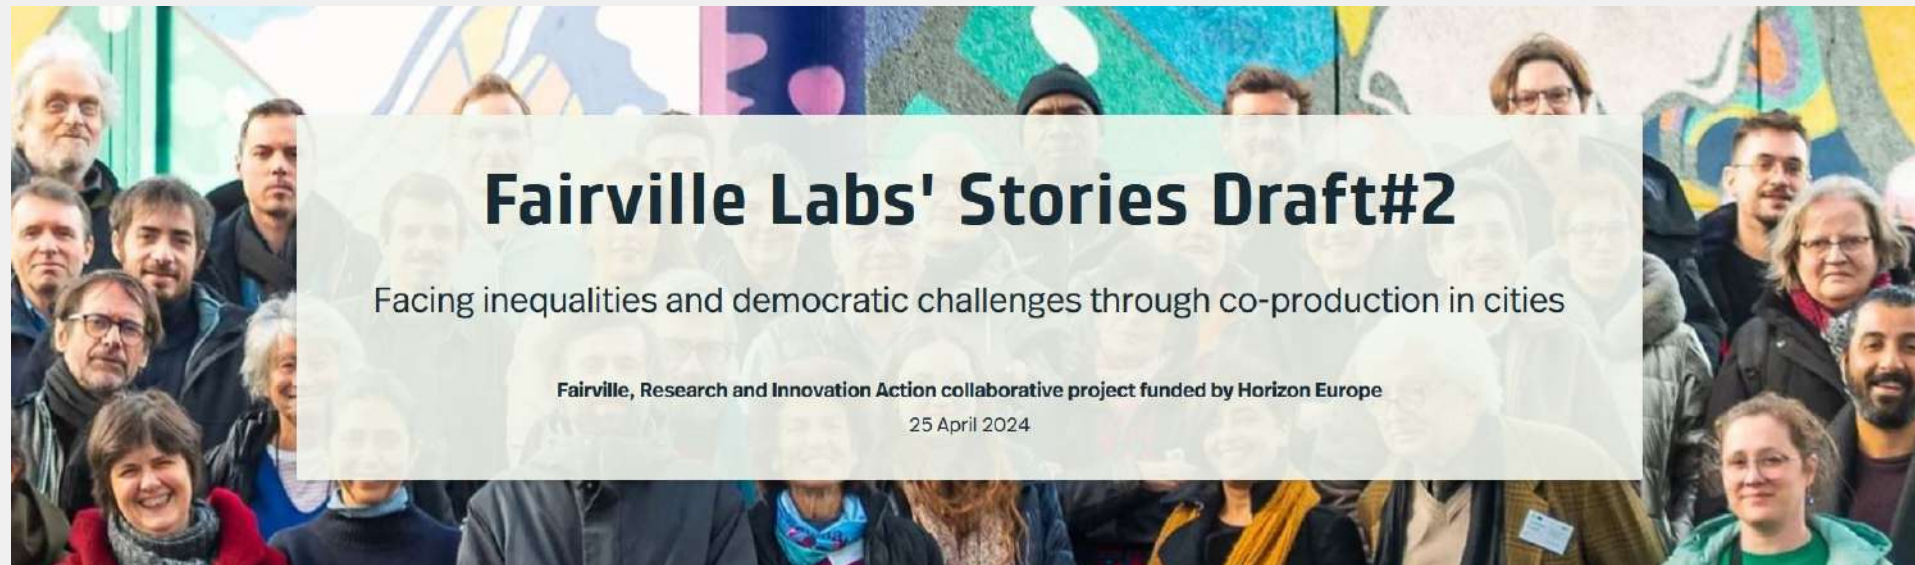 Fairville Labs' Stories Draft#2
Facing inequalities and democratic challenges through co-production in cities
Fairville, Research and Innovation Action collaborative project funded by Horizon Europe
25 April 2024